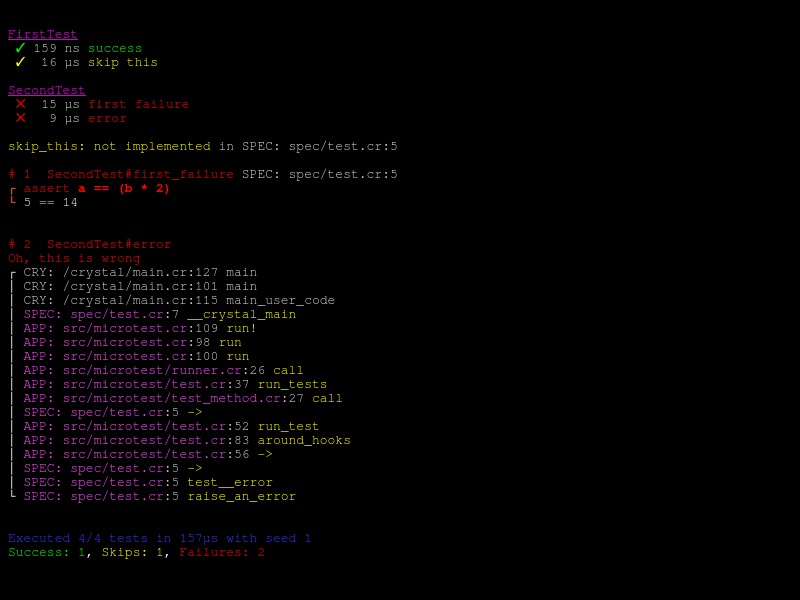 FirstTest
✓ 159 ns success
✓ 16 µs skip this
SecondTest
✕ 15 µs first failure
✕ 9 µs error
skip_this: not implemented in SPEC: spec/test.cr:5
# 1 SecondTest#first_failure SPEC: spec/test.cr:5
┌ assert a == (b * 2)
└ 5 == 14
# 2 SecondTest#error
Oh, this is wrong
┌ CRY: /crystal/main.cr:127 main
│ CRY: /crystal/main.cr:101 main
│ CRY: /crystal/main.cr:115 main_user_code
│ SPEC: spec/test.cr:7 __crystal_main
│ APP: src/microtest.cr:109 run!
│ APP: src/microtest.cr:98 run
│ APP: src/microtest.cr:100 run
│ APP: src/microtest/runner.cr:26 call
│ APP: src/microtest/test.cr:37 run_tests
│ APP: src/microtest/test_method.cr:27 call
│ SPEC: spec/test.cr:5 ->
│ APP: src/microtest/test.cr:52 run_test
│ APP: src/microtest/test.cr:83 around_hooks
│ APP: src/microtest/test.cr:56 ->
│ SPEC: spec/test.cr:5 ->
│ SPEC: spec/test.cr:5 test__error
└ SPEC: spec/test.cr:5 raise_an_error
Executed 4/4 tests in 157µs with seed 1
Success: 1, Skips: 1, Failures: 2